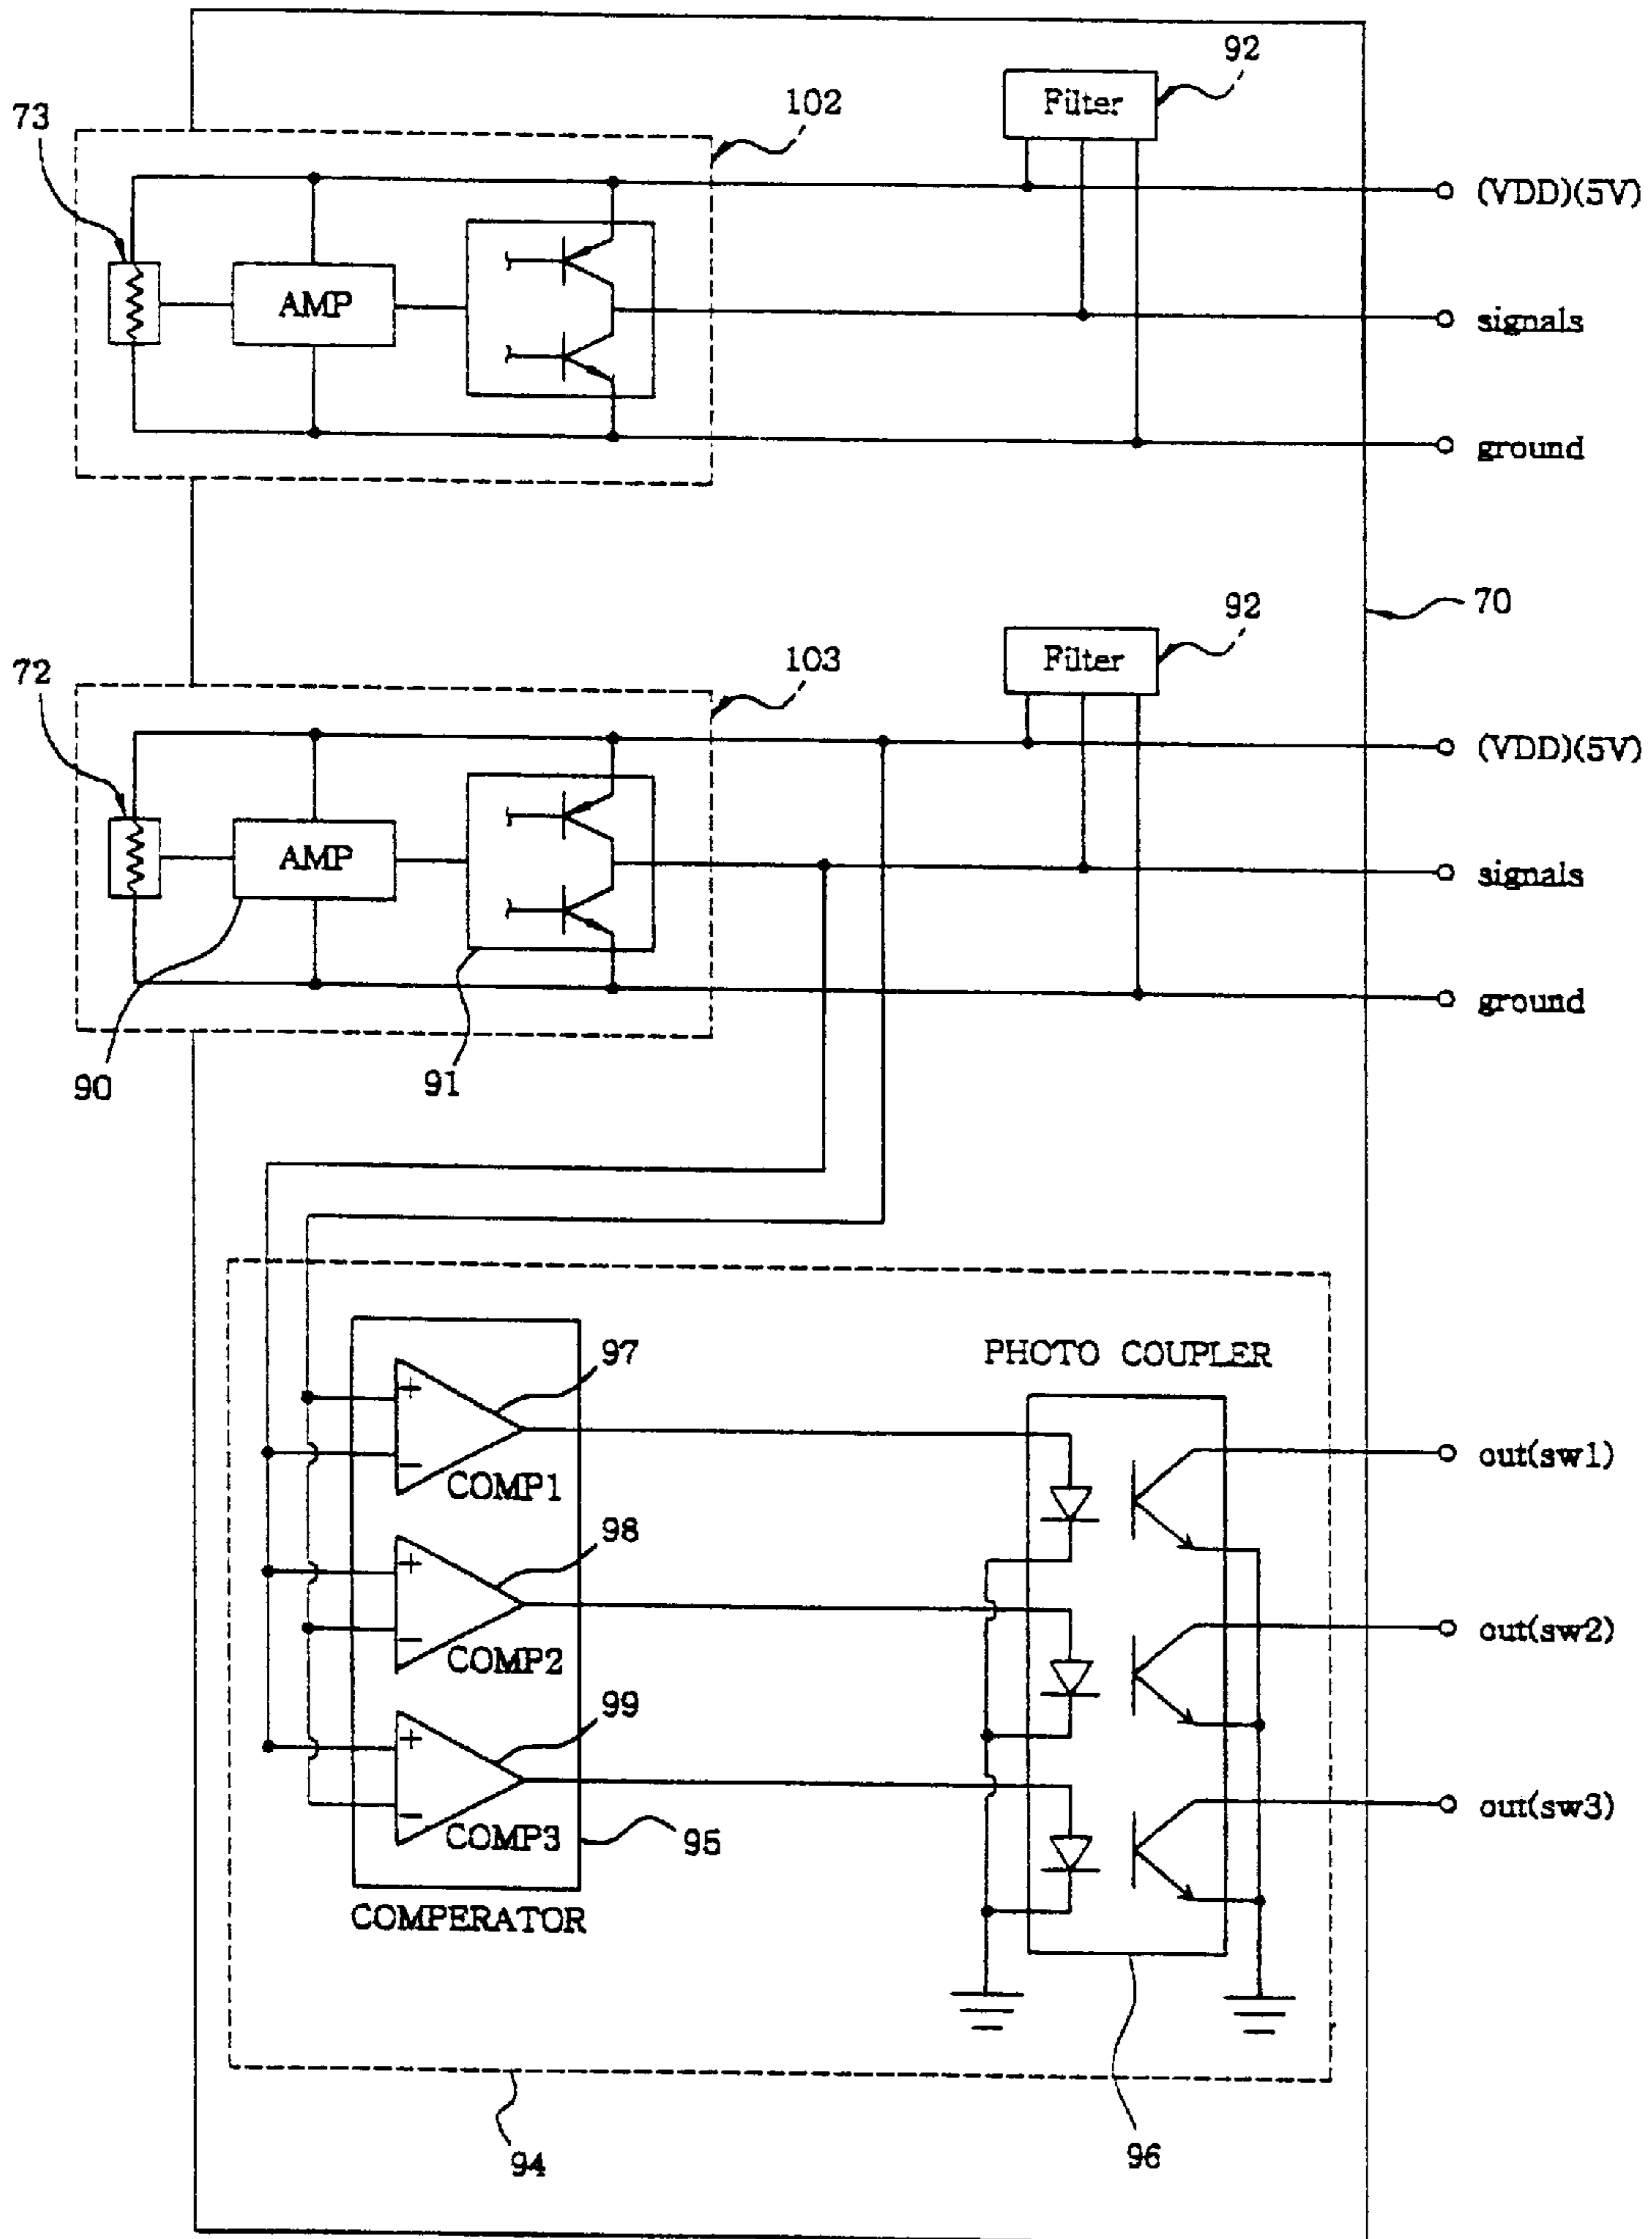 92
Filter
102
73
(VDD)(5V)
AMP
signals
ground
92
Filter
70
103
72
(VDD)(5V)
AMP
signals
ground
90
91
97
PHOTO COUPLER
+
−
COMP1
out(sw1)
98
+
−
COMP2
out(sw2)
99
+
−
COMP3
out(sw3)
95
COMPERATOR
94
96